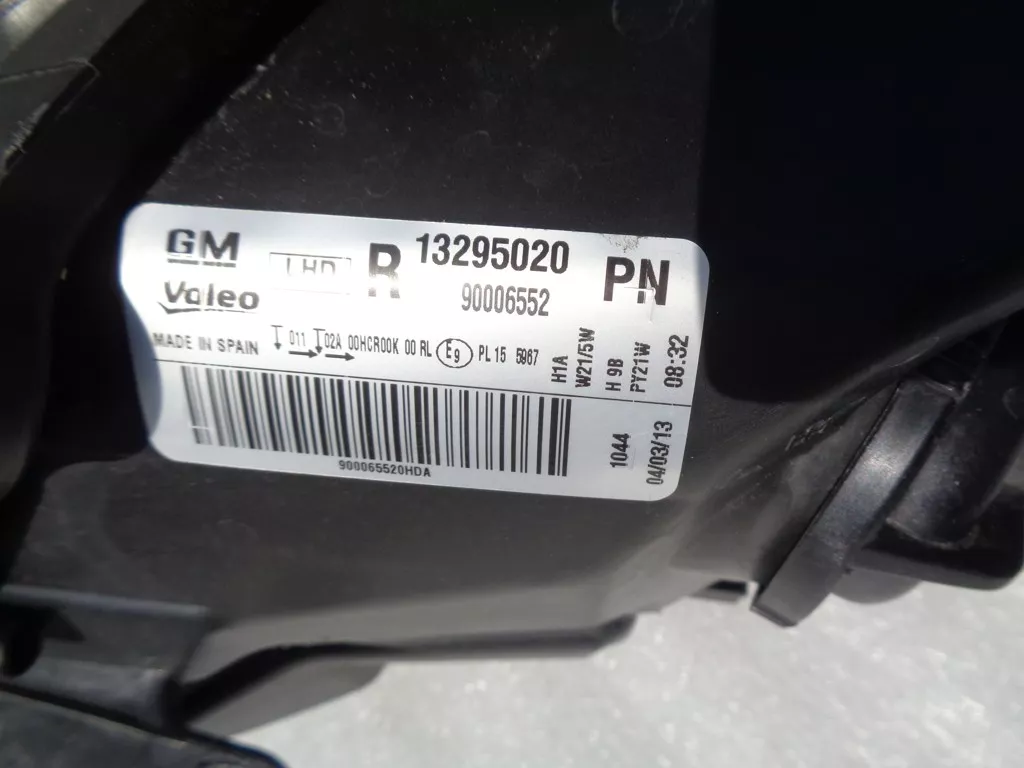 GM
Valeo
LHD
R 13295020 PN
90006552
MADE IN SPAIN 011 02A 00HCR00K 00 RL E9 PL 15 5967
H1A
W21/5W
H 9B
PY21W
08:32
1044
04/03/13
900065520HDA